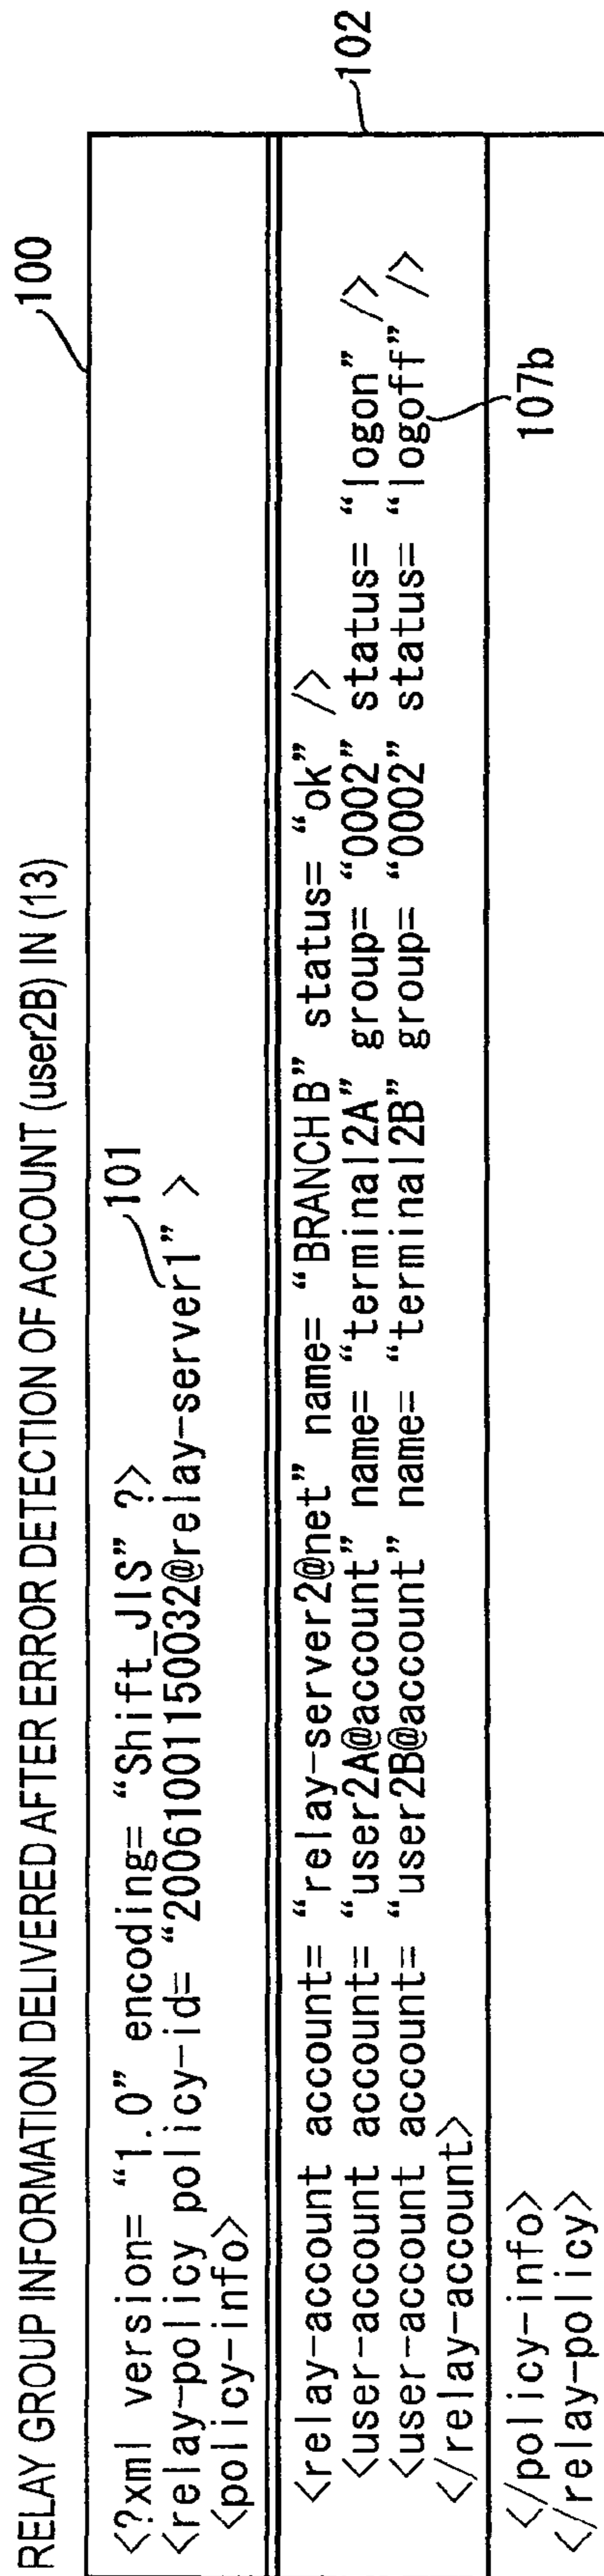 RELAY GROUP INFORMATION DELIVERED AFTER ERROR DETECTION OF ACCOUNT (user2B) IN (13)
100
<?xml version= “1.0” encoding= “Shift_JIS” ?>
101
<relay-policy policy-id= “20061001150032@relay-server1” >
<policy-info>
102
<relay-account account= “relay-server2@net” name= “BRANCH B” status= “ok” />
<user-account account= “user2A@account” name= “terminal2A” group= “0002” status= “logon” />
<user-account account= “user2B@account” name= “terminal2B” group= “0002” status= “logoff” />
</relay-account>
107b
</policy-info>
</relay-policy>